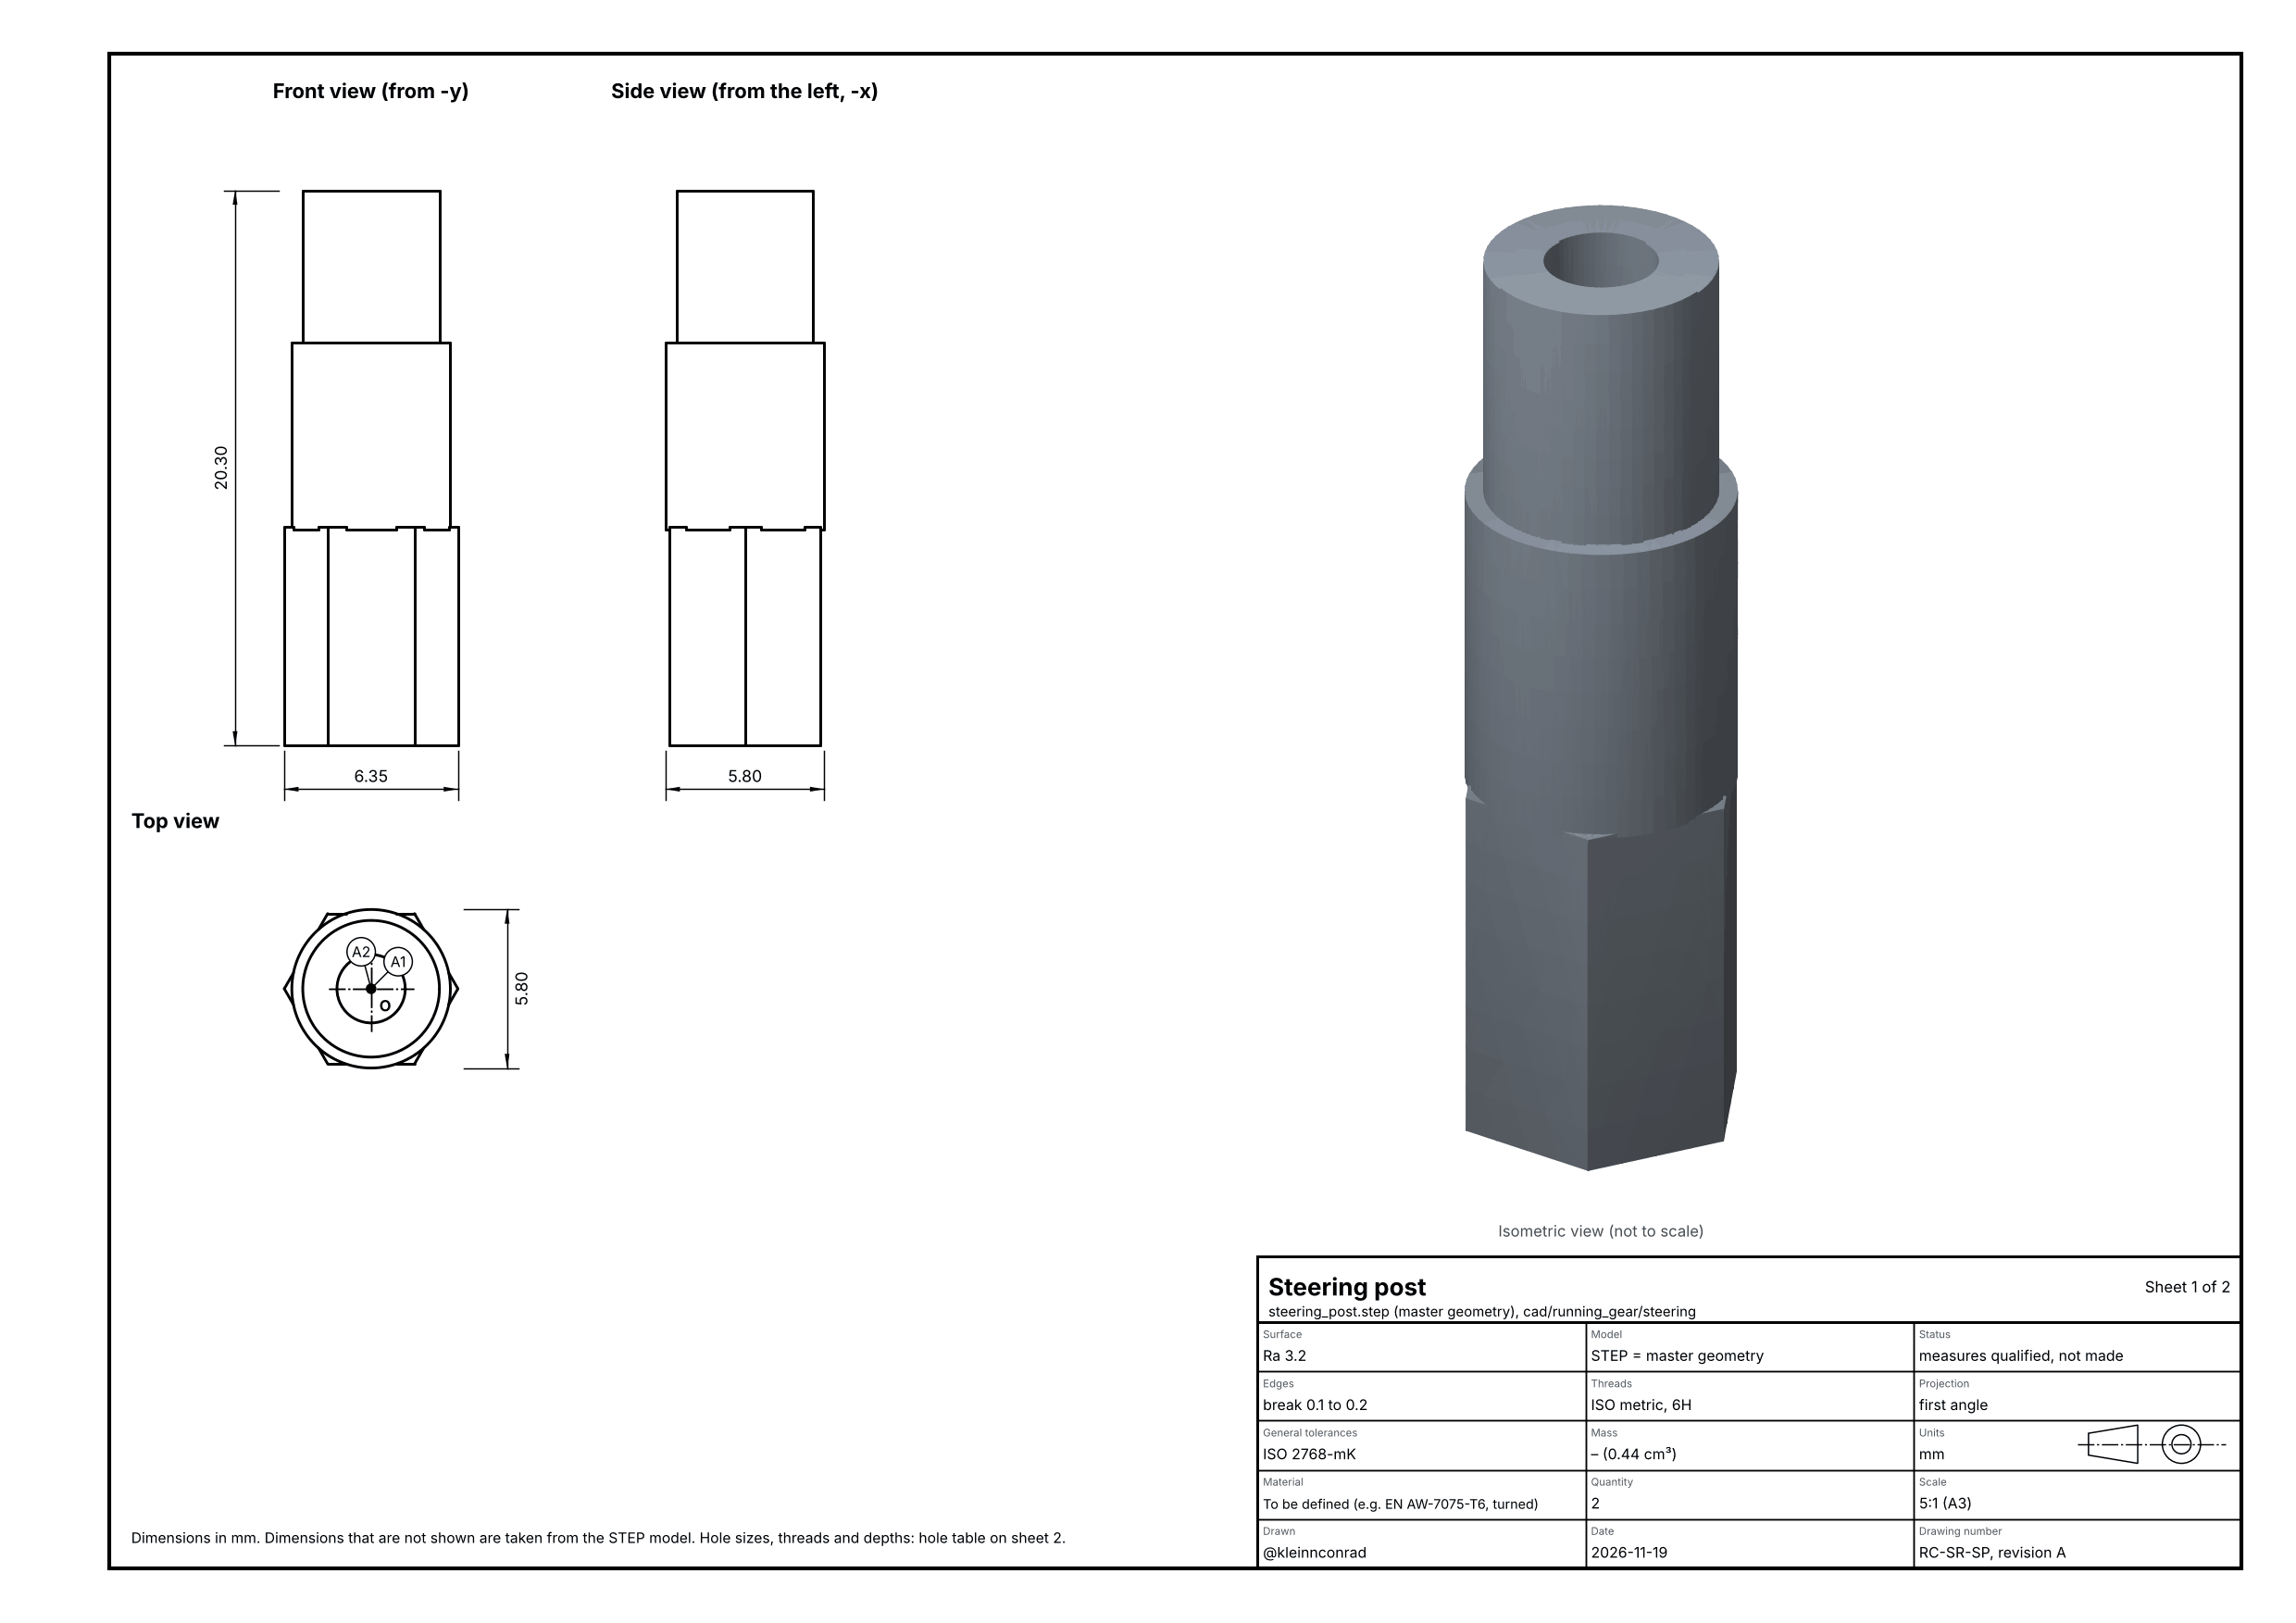 Front view (from -y)
Side view (from the left, -x)
20.30
6.35
5.80
Top view
A2
A1
O
5.80
Isometric view (not to scale)
Steering post
Sheet 1 of 2
steering_post.step (master geometry), cad/running_gear/steering
Surface
Model
Status
Ra 3.2
STEP = master geometry
measures qualified, not made
Edges
Threads
Projection
break 0.1 to 0.2
ISO metric, 6H
first angle
General tolerances
Mass
Units
ISO 2768-mK
– (0.44 cm³)
mm
Material
Quantity
Scale
To be defined (e.g. EN AW-7075-T6, turned)
2
5:1 (A3)
Drawn
Date
Drawing number
@kleinnconrad
2026-11-19
RC-SR-SP, revision A
Dimensions in mm. Dimensions that are not shown are taken from the STEP model. Hole sizes, threads and depths: hole table on sheet 2.